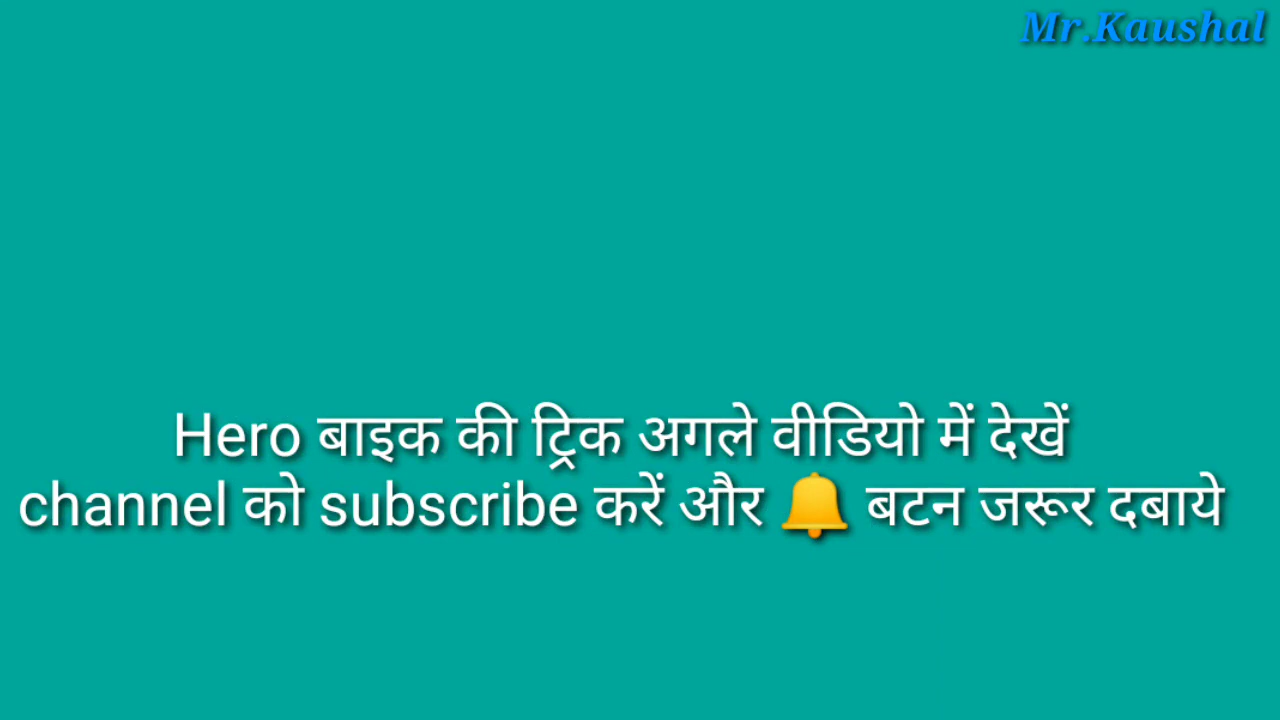 Mr.Kaushal
Hero बाइक की ट्रिक अगले वीडियो में देखें
channel को subscribe करें और 🔔 बटन जरूर दबाये